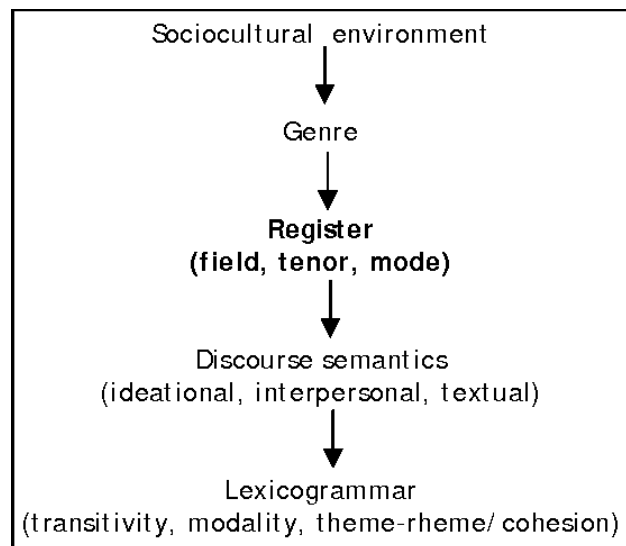 Sociocultural environment
Genre
Register
(field, tenor, mode)
Discourse semantics
(ideational, interpersonal, textual)
Lexicogrammar
(transitivity, modality, theme-rheme/ cohesion)